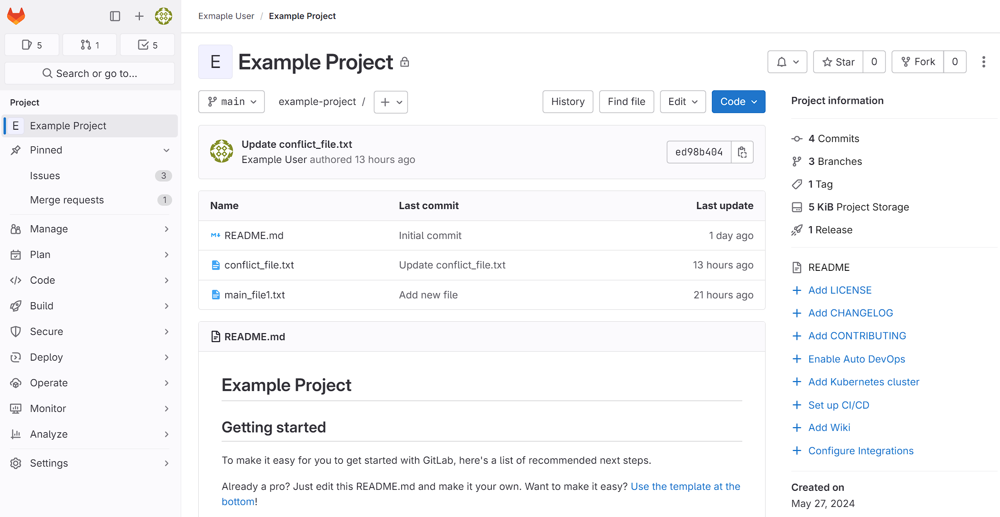 Exmaple User / Example Project
5
1
5
Search or go to...
Project
E Example Project
Pinned
Issues 3
Merge requests 1
Manage
Plan
Code
Build
Secure
Deploy
Operate
Monitor
Analyze
Settings
E Example Project
Star 0
Fork 0
main
example-project /
History
Find file
Edit
Code
Update conflict_file.txt
Example User authored 13 hours ago
ed98b404
Name Last commit Last update
README.md Initial commit 1 day ago
conflict_file.txt Update conflict_file.txt 13 hours ago
main_file1.txt Add new file 21 hours ago
README.md
Example Project
Getting started
To make it easy for you to get started with GitLab, here's a list of recommended next steps.
Already a pro? Just edit this README.md and make it your own. Want to make it easy? Use the template at the
bottom!
Project information
4 Commits
3 Branches
1 Tag
5 KiB Project Storage
1 Release
README
Add LICENSE
Add CHANGELOG
Add CONTRIBUTING
Enable Auto DevOps
Add Kubernetes cluster
Set up CI/CD
Add Wiki
Configure Integrations
Created on
May 27, 2024